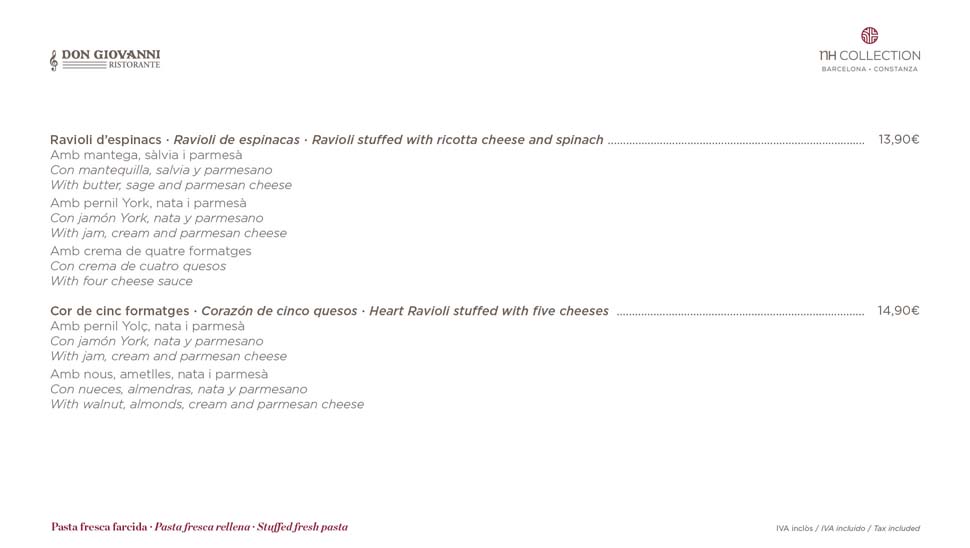 DON GIOVANNI
RISTORANTE
NH COLLECTION
BARCELONA - CONSTANZA
Ravioli d'espinacs · Ravioli de espinacas · Ravioli stuffed with ricotta cheese and spinach ..... 13,90€
Amb mantega, sàlvia i parmesà
Con mantequilla, salvia y parmesano
With butter, sage and parmesan cheese
Amb pernil York, nata i parmesà
Con jamón York, nata y parmesano
With jam, cream and parmesan cheese
Amb crema de quatre formatges
Con crema de cuatro quesos
With four cheese sauce
Cor de cinc formatges · Corazón de cinco quesos · Heart Ravioli stuffed with five cheeses ..... 14,90€
Amb pernil Yolç, nata i parmesà
Con jamón York, nata y parmesano
With jam, cream and parmesan cheese
Amb nous, ametlles, nata i parmesà
Con nueces, almendras, nata y parmesano
With walnut, almonds, cream and parmesan cheese
Pasta fresca farcida · Pasta fresca rellena · Stuffed fresh pasta
IVA inclòs / IVA incluido / Tax included